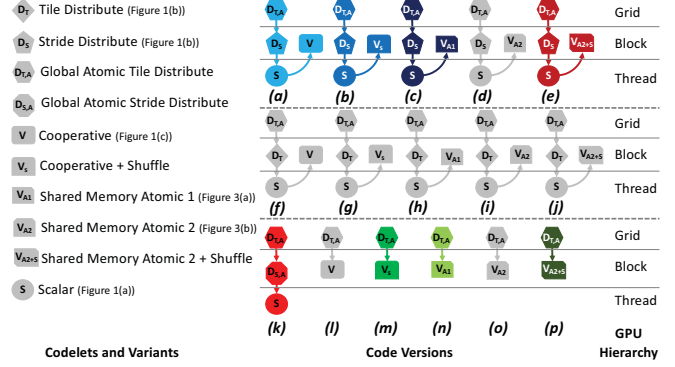 D_T Tile Distribute (Figure 1(b))
D_S Stride Distribute (Figure 1(b))
D_T,A Global Atomic Tile Distribute
D_S,A Global Atomic Stride Distribute
V Cooperative (Figure 1(c))
V_s Cooperative + Shuffle
V_A1 Shared Memory Atomic 1 (Figure 3(a))
V_A2 Shared Memory Atomic 2 (Figure 3(b))
V_A2+S Shared Memory Atomic 2 + Shuffle
S Scalar (Figure 1(a))
Codelets and Variants
D_T,A D_T,A D_T,A D_T,A D_T,A Grid
D_S V D_S V_s D_S V_A1 D_S V_A2 D_S V_A2+S Block
S S S S S Thread
(a) (b) (c) (d) (e)
D_T,A D_T,A D_T,A D_T,A D_T,A Grid
D_T V D_T V_s D_T V_A1 D_T V_A2 D_T V_A2+S Block
S S S S S Thread
(f) (g) (h) (i) (j)
D_T,A D_T,A D_T,A D_T,A D_T,A D_T,A Grid
D_S,A V V_s V_A1 V_A2 V_A2+S Block
S Thread
(k) (l) (m) (n) (o) (p)
Code Versions
GPU
Hierarchy